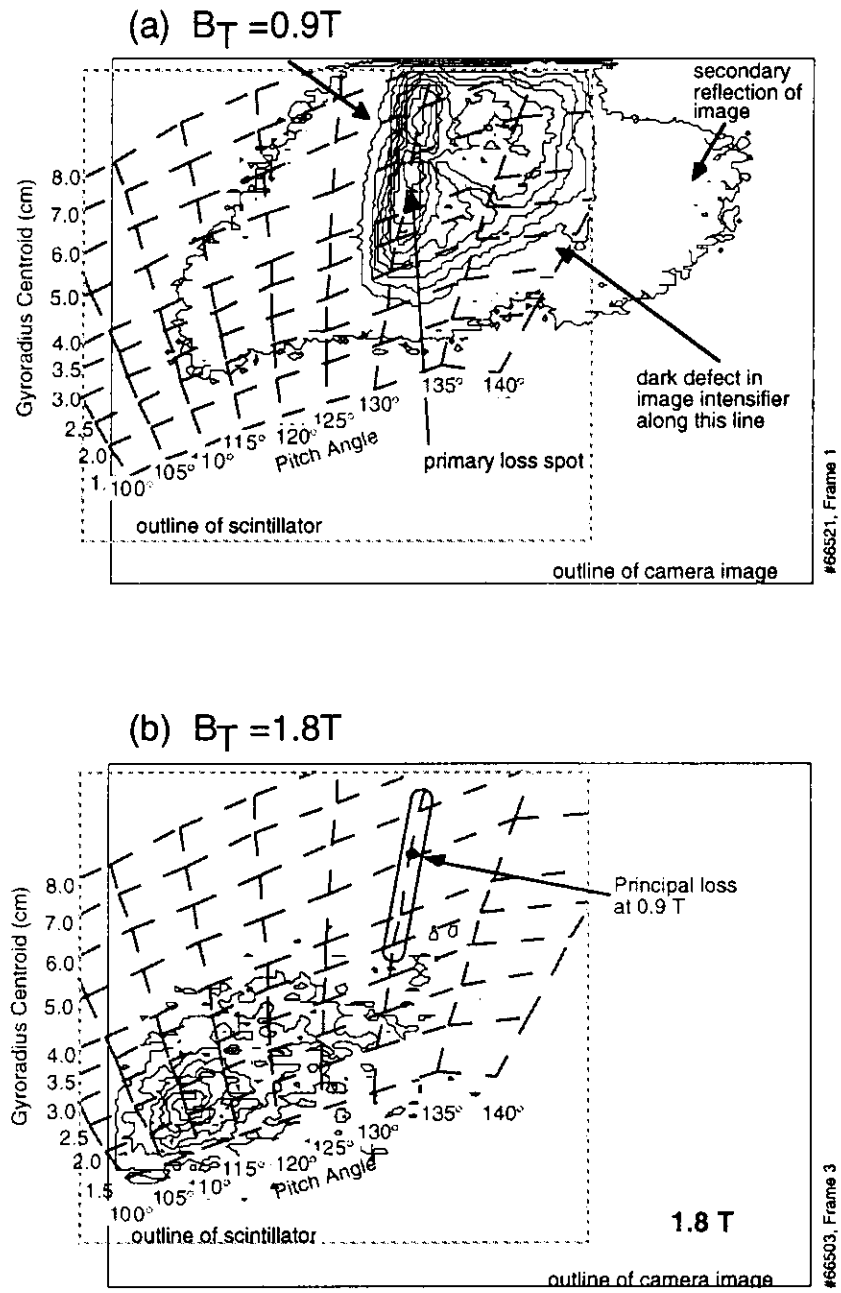 (a) BT =0.9T
secondary
reflection of
image
Gyroradius Centroid (cm)
8.0
7.0
6.0
5.0
4.0
3.5
3.0
2.5
2.0
1.
100°
105°
10°
115°
120°
125°
130°
135°
140°
Pitch Angle
primary loss spot
dark defect in
image intensifier
along this line
outline of scintillator
outline of camera image
#66521, Frame 1
(b) BT =1.8T
Gyroradius Centroid (cm)
8.0
7.0
6.0
5.0
4.0
3.5
3.0
2.5
2.0
1.5
100°
105°
110°
115°
120°
125°
130°
135°
140°
Pitch Angle
Principal loss
at 0.9 T
1.8 T
outline of scintillator
outline of camera image
#66503, Frame 3